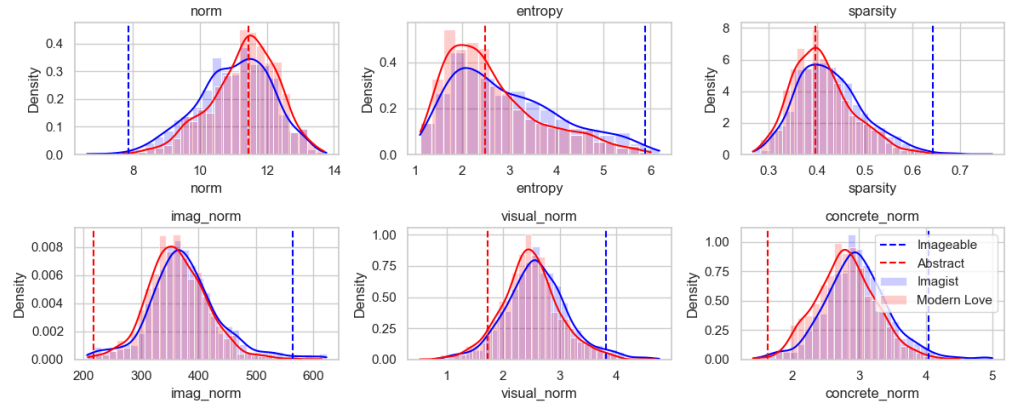 norm
entropy
sparsity
Density
0.4
0.3
0.2
0.1
0.0
8
10
12
14
norm
0.4
0.2
0.0
1
2
3
4
5
6
entropy
Density
8
6
4
2
0
0.3
0.4
0.5
0.6
0.7
sparsity
Density
imag_norm
visual_norm
concrete_norm
Density
0.008
0.006
0.004
0.002
0.000
200
300
400
500
600
imag_norm
Density
1.00
0.75
0.50
0.25
0.00
1
2
3
4
visual_norm
Density
1.00
0.75
0.50
0.25
0.00
2
3
4
5
concrete_norm
Imageable
Abstract
Imagist
Modern Love